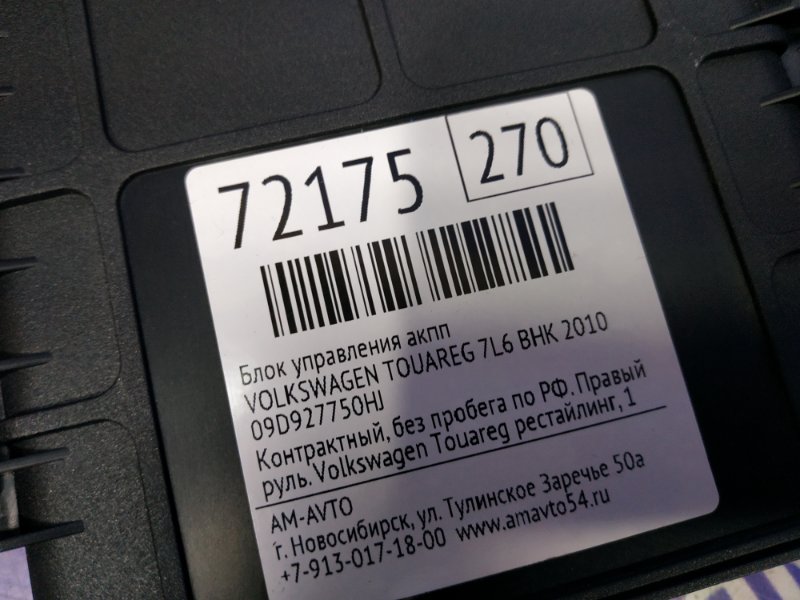 72175
270
Блок управления акпп
VOLKSWAGEN TOUAREG 7L6 BHK 2010
09D927750HJ
Контрактный, без пробега по РФ. Правый
руль. Volkswagen Touareg рестайлинг, 1
AM-AVTO
г. Новосибирск, ул. Тулинское Заречье 50а
+7-913-017-18-00 www.amavto54.ru